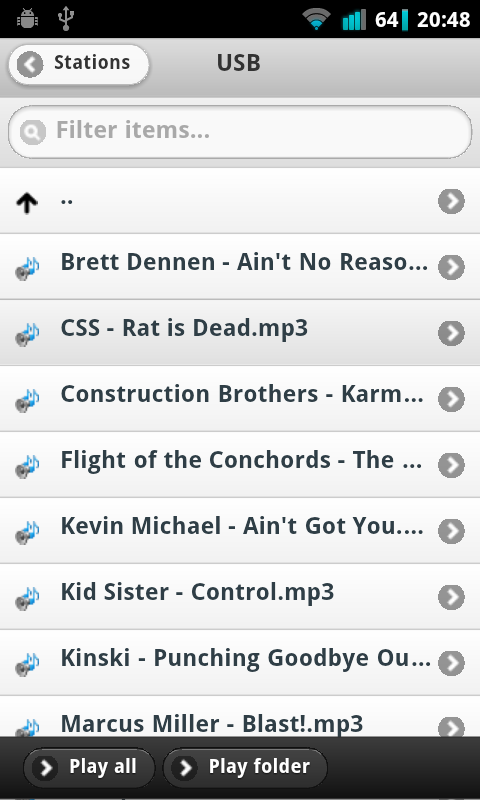 64 20:48
Stations
USB
Filter items...
..
Brett Dennen - Ain't No Reaso...
CSS - Rat is Dead.mp3
Construction Brothers - Karm...
Flight of the Conchords - The ...
Kevin Michael - Ain't Got You....
Kid Sister - Control.mp3
Kinski - Punching Goodbye Ou...
Marcus Miller - Blast!.mp3
Play all
Play folder